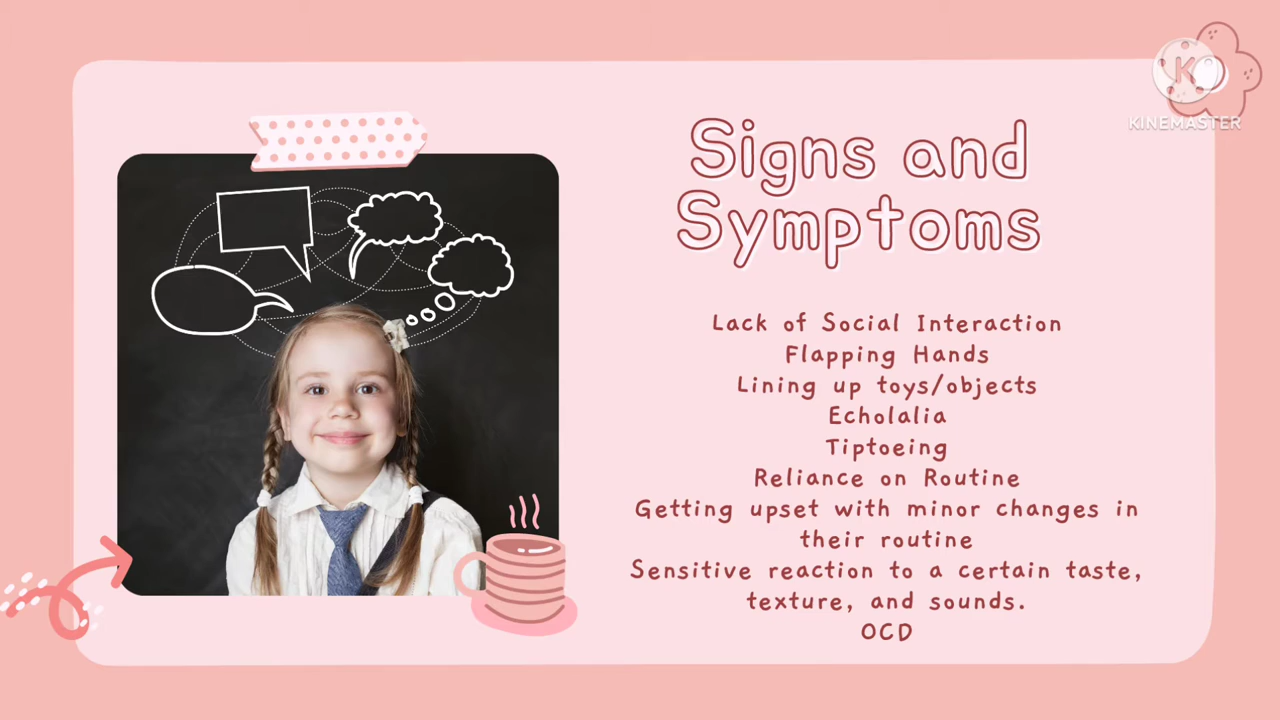 K
KINEMASTER
Signs and
Symptoms
Lack of Social Interaction
Flapping Hands
Lining up toys/objects
Echolalia
Tiptoeing
Reliance on Routine
Getting upset with minor changes in
their routine
Sensitive reaction to a certain taste,
texture, and sounds.
OCD